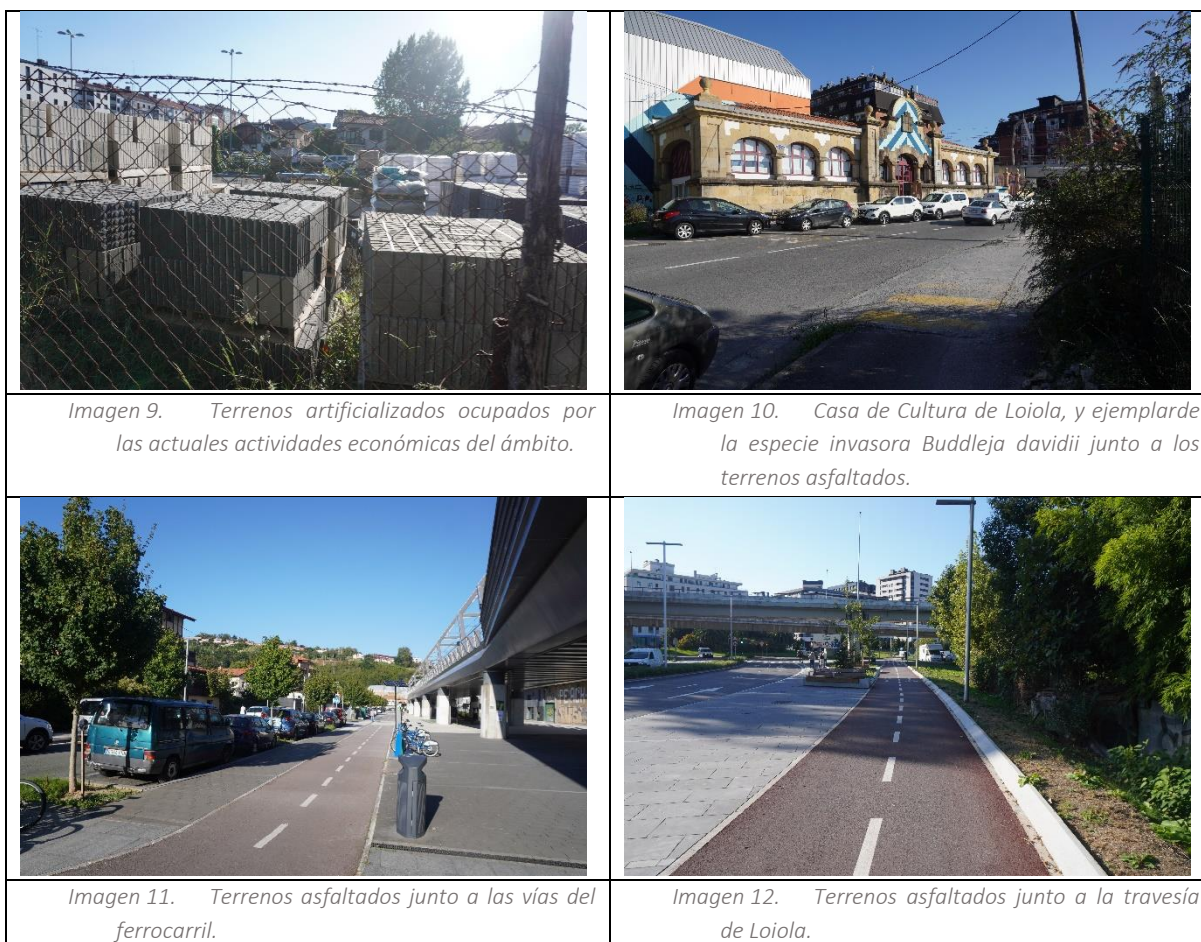 Imagen 9. Terrenos artificializados ocupados por
las actuales actividades económicas del ámbito.
Imagen 10. Casa de Cultura de Loiola, y ejemplarde
la especie invasora Buddleja davidii junto a los
terrenos asfaltados.
Imagen 11. Terrenos asfaltados junto a las vías del
ferrocarril.
Imagen 12. Terrenos asfaltados junto a la travesía
de Loiola.